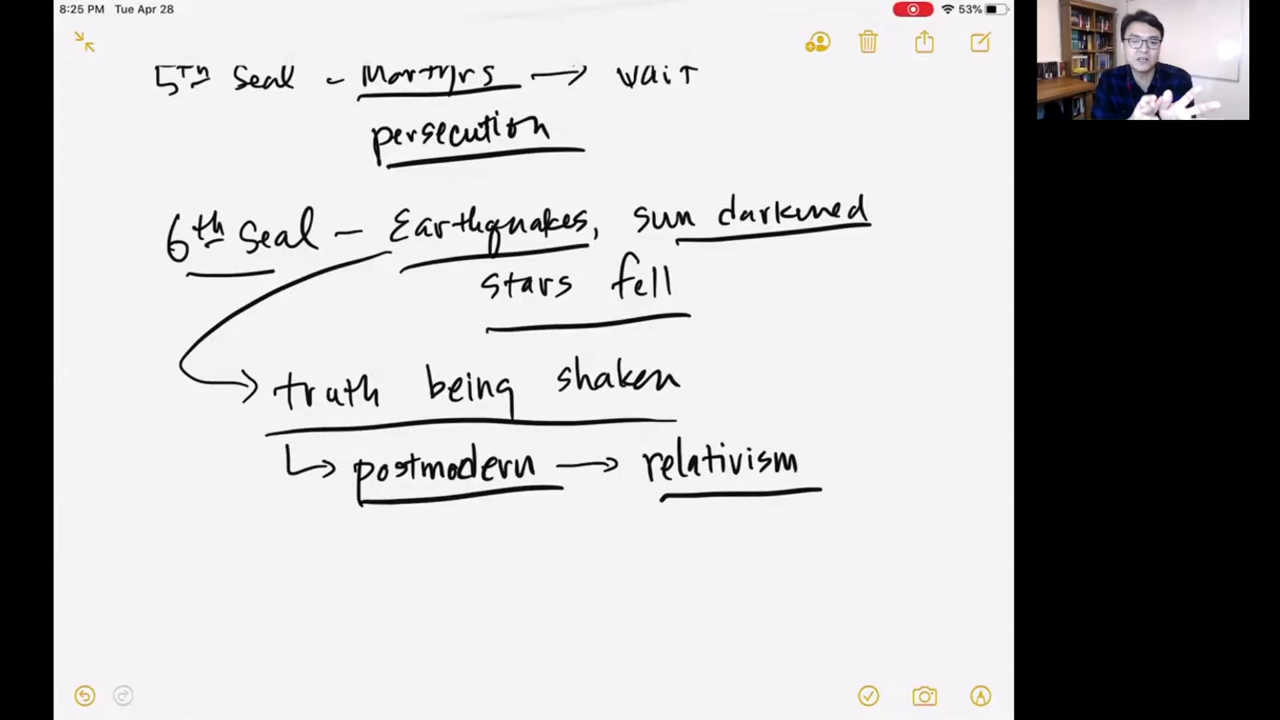 8:25 PM Tue Apr 28 53%
5Th Seal - Martyrs → wait
persecution
6th Seal - Earthquakes, sun darkened
stars fell
truth being shaken
postmodern → relativism